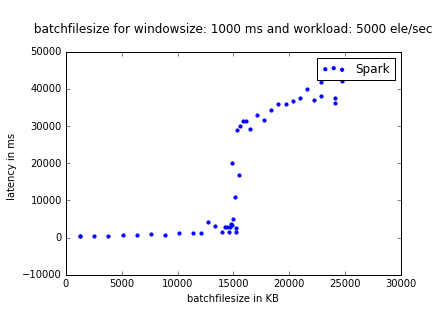 batchfilesize for windowsize: 1000 ms and workload: 5000 ele/sec
50000
40000
30000
20000
10000
0
−10000
latency in ms
Spark
0 5000 10000 15000 20000 25000 30000
batchfilesize in KB